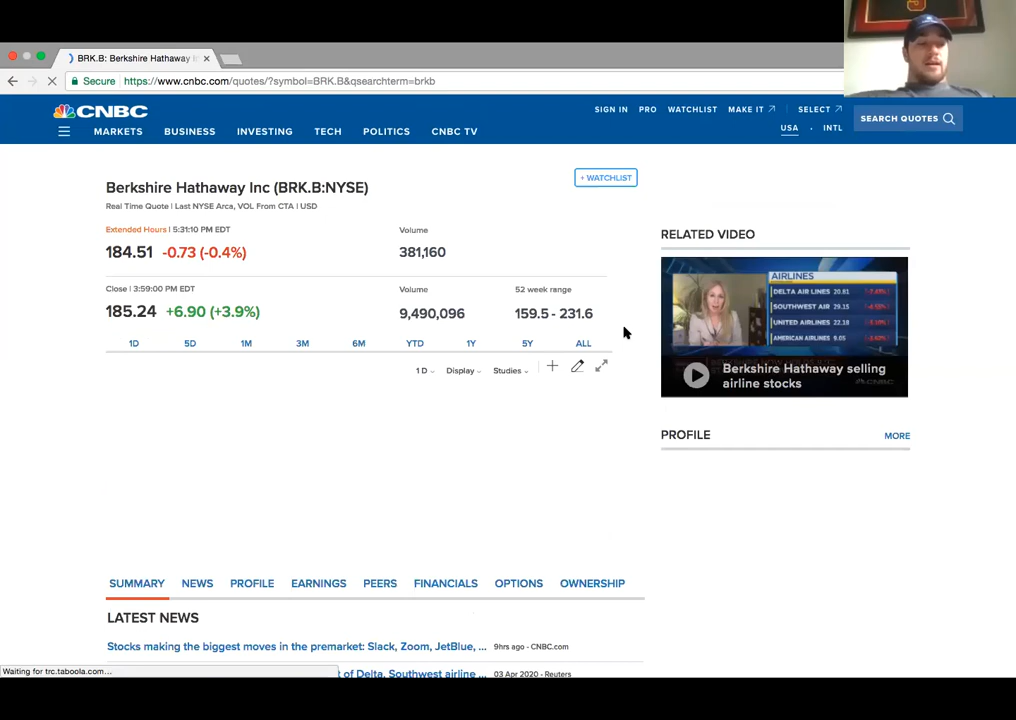 BRK.B: Berkshire Hathaway I
Secure https://www.cnbc.com/quotes/?symbol=BRK.B&qsearchterm=brkb
CNBC
SIGN IN PRO WATCHLIST MAKE IT SELECT
USA · INTL
SEARCH QUOTES
MARKETS BUSINESS INVESTING TECH POLITICS CNBC TV
Berkshire Hathaway Inc (BRK.B:NYSE)
+ WATCHLIST
Real Time Quote | Last NYSE Arca, VOL From CTA | USD
Extended Hours | 5:31:10 PM EDT
Volume
184.51 -0.73 (-0.4%)
381,160
Close | 3:59:00 PM EDT
Volume
52 week range
185.24 +6.90 (+3.9%)
9,490,096
159.5 - 231.6
1D 5D 1M 3M 6M YTD 1Y 5Y ALL
1 D Display Studies
RELATED VIDEO
AIRLINES
DELTA AIR LINES 20.81
SOUTHWEST AIR 29.15
UNITED AIRLINES 22.18
AMERICAN AIRLINES 9.05
Berkshire Hathaway selling
airline stocks
CNBC
PROFILE
MORE
SUMMARY NEWS PROFILE EARNINGS PEERS FINANCIALS OPTIONS OWNERSHIP
LATEST NEWS
Stocks making the biggest moves in the premarket: Slack, Zoom, JetBlue, ... 9hrs ago - CNBC.com
t of Delta, Southwest airline ... 03 Apr 2020 - Reuters
Waiting for trc.taboola.com...